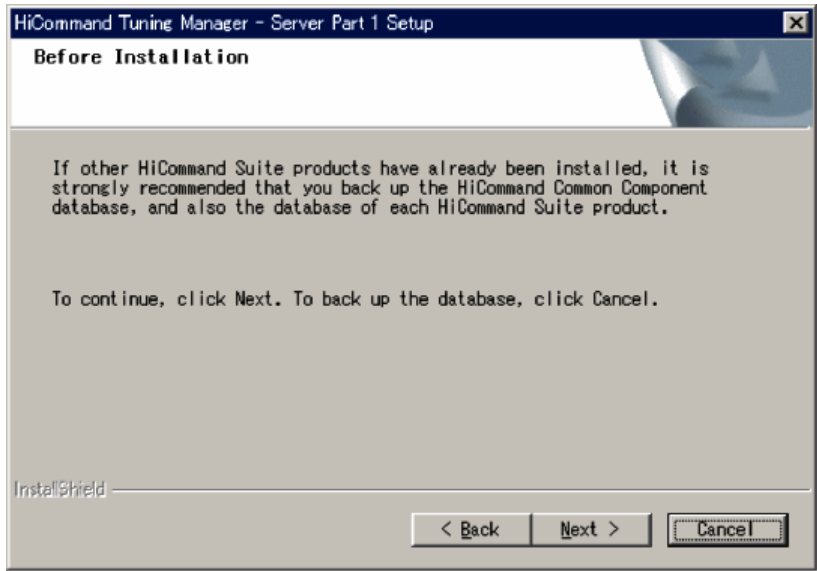 HiCommand Tuning Manager - Server Part 1 Setup
Before Installation
If other HiCommand Suite products have already been installed, it is
strongly recommended that you back up the HiCommand Common Component
database, and also the database of each HiCommand Suite product.
To continue, click Next. To back up the database, click Cancel.
InstallShield
< Back
Next >
Cancel